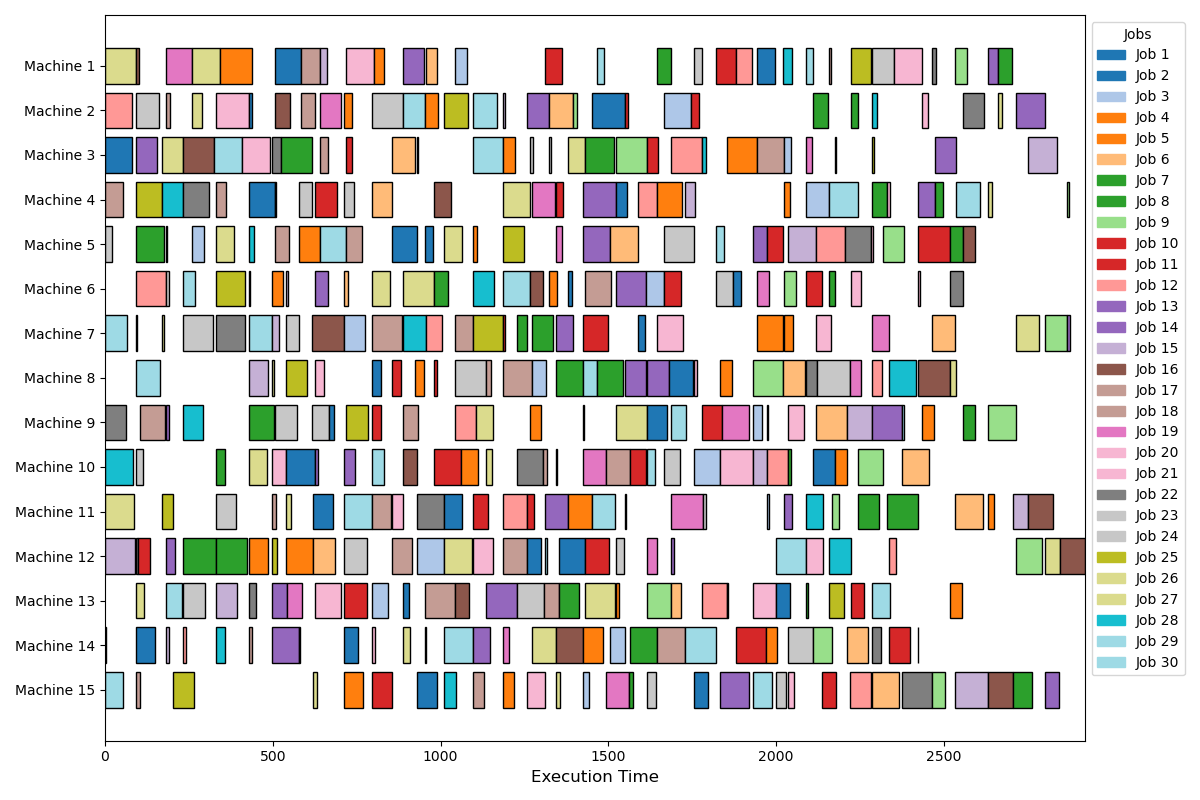 Jobs
Machine 1
Machine 2
Machine 3
Machine 4
Machine 5
Machine 6
Machine 7
Machine 8
Machine 9
Machine 10
Machine 11
Machine 12
Machine 13
Machine 14
Machine 15
0
500
1000
1500
2000
2500
Execution Time
Job 1
Job 2
Job 3
Job 4
Job 5
Job 6
Job 7
Job 8
Job 9
Job 10
Job 11
Job 12
Job 13
Job 14
Job 15
Job 16
Job 17
Job 18
Job 19
Job 20
Job 21
Job 22
Job 23
Job 24
Job 25
Job 26
Job 27
Job 28
Job 29
Job 30